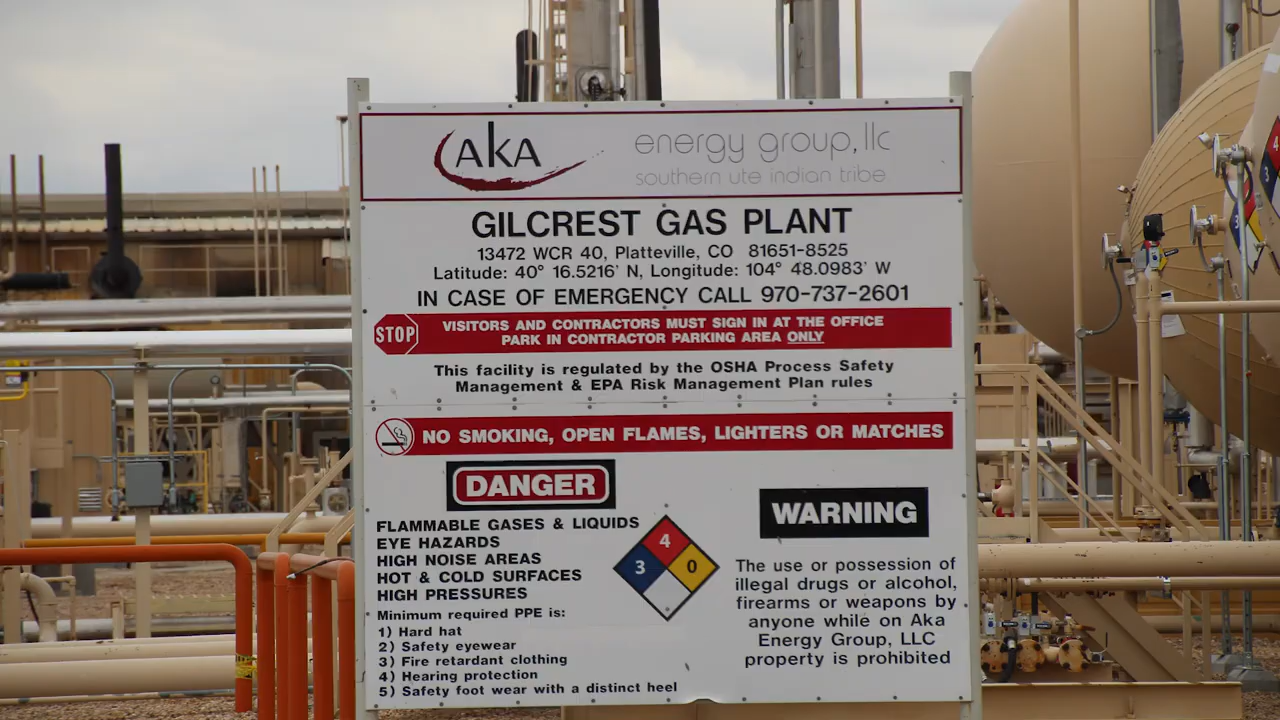 AKA energy group, llc
southern ute indian tribe
GILCREST GAS PLANT
13472 WCR 40, Platteville, CO 81651-8525
Latitude: 40° 16.5216' N, Longitude: 104° 48.0983' W
IN CASE OF EMERGENCY CALL 970-737-2601
STOP
VISITORS AND CONTRACTORS MUST SIGN IN AT THE OFFICE
PARK IN CONTRACTOR PARKING AREA ONLY
This facility is regulated by the OSHA Process Safety
Management & EPA Risk Management Plan rules
NO SMOKING, OPEN FLAMES, LIGHTERS OR MATCHES
DANGER
FLAMMABLE GASES & LIQUIDS
EYE HAZARDS
HIGH NOISE AREAS
HOT & COLD SURFACES
HIGH PRESSURES
Minimum required PPE is:
1) Hard hat
2) Safety eyewear
3) Fire retardant clothing
4) Hearing protection
5) Safety foot wear with a distinct heel
4
3 0
WARNING
The use or possession of
illegal drugs or alcohol,
firearms or weapons by
anyone while on Aka
Energy Group, LLC
property is prohibited
4
3